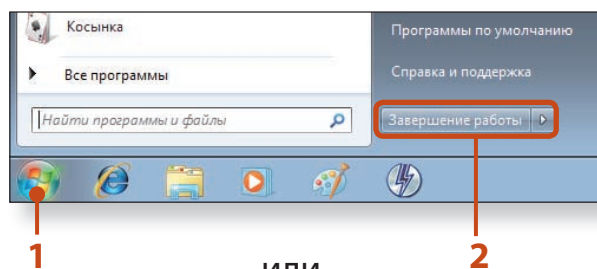 Косынка
Все программы
Найти программы и файлы
Программы по умолчанию
Справка и поддержка
Завершение работы
1
2
или